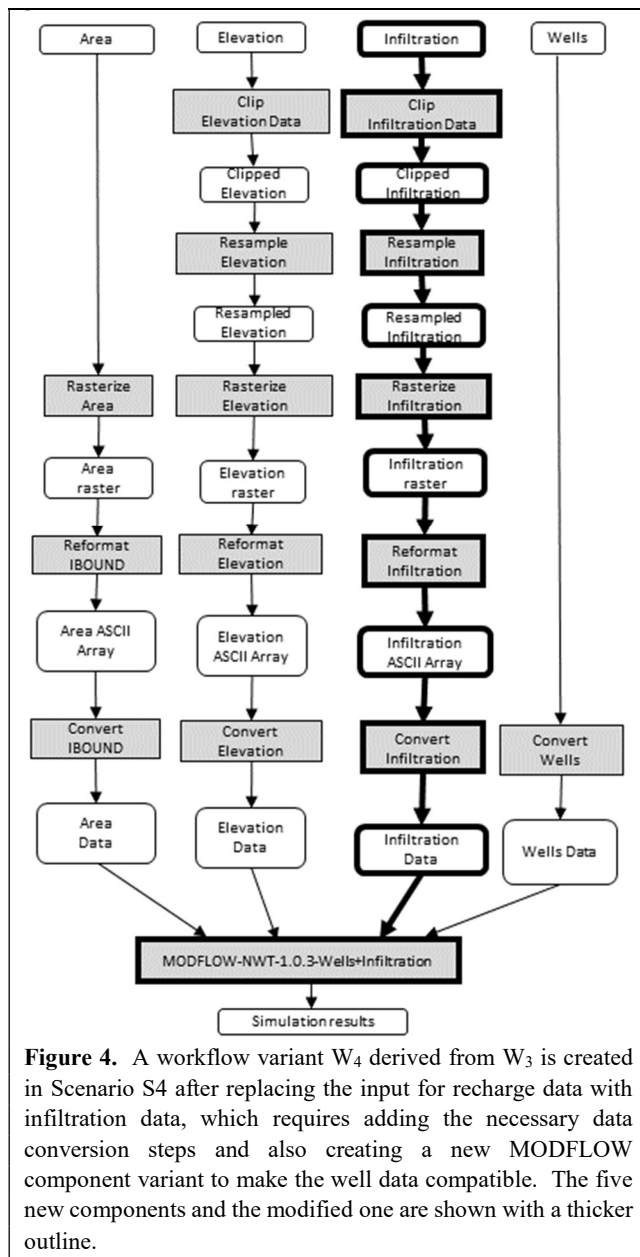 Area
Elevation
Infiltration
Wells
Clip
Elevation Data
Clip
Infiltration Data
Clipped
Elevation
Clipped
Infiltration
Resample
Elevation
Resample
Infiltration
Resampled
Elevation
Resampled
Infiltration
Rasterize
Area
Rasterize
Elevation
Rasterize
Infiltration
Area
raster
Elevation
raster
Infiltration
raster
Reformat
IBOUND
Reformat
Elevation
Reformat
Infiltration
Area ASCII
Array
Elevation
ASCII Array
Infiltration
ASCII Array
Convert
IBOUND
Convert
Elevation
Convert
Infiltration
Convert
Wells
Area
Data
Elevation
Data
Infiltration
Data
Wells Data
MODFLOW-NWT-1.0.3-Wells+Infiltration
Simulation results
Figure 4. A workflow variant W4 derived from W3 is created
in Scenario S4 after replacing the input for recharge data with
infiltration data, which requires adding the necessary data
conversion steps and also creating a new MODFLOW
component variant to make the well data compatible. The five
new components and the modified one are shown with a thicker
outline.